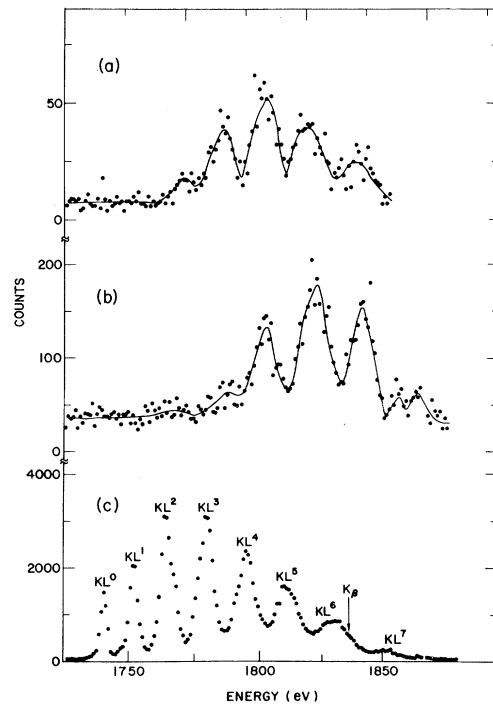 (a)
50
0
COUNTS
200
(b)
100
0
4000
(c)
KL² KL³
KL⁴
KL¹
2000
KL⁰
KL⁵
KL⁶
Kβ
KL⁷
0
1750 1800 1850
ENERGY (eV)